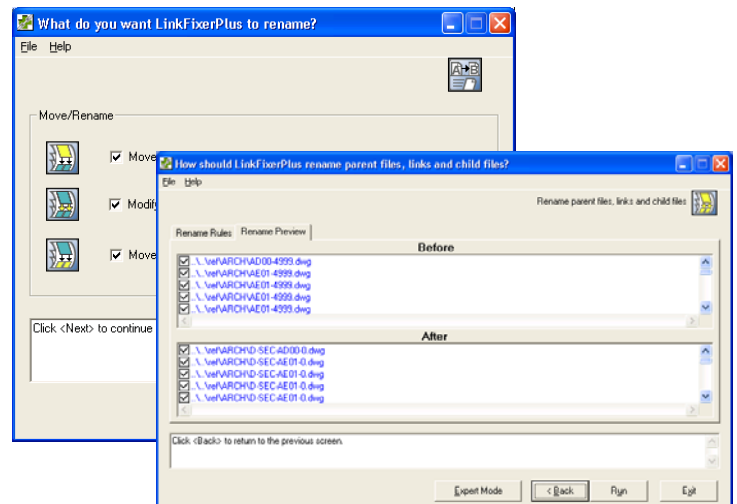 What do you want LinkFixerPlus to rename?
File Help
A→B
Move/Rename
Move
Modify
Move
Click <Next> to continue
How should LinkFixerPlus rename parent files, links and child files?
File Help
Rename parent files, links and child files
Rename Rules Rename Preview
Before
..\..\ref\ARCH\AD00-4999.dwg
..\..\ref\ARCH\AE01-4999.dwg
..\..\ref\ARCH\AE01-4999.dwg
..\..\ref\ARCH\AE01-4999.dwg
..\..\ref\ARCH\AE01-4999.dwg
After
..\..\ref\ARCH\D-SEC-AD00-0.dwg
..\..\ref\ARCH\D-SEC-AE01-0.dwg
..\..\ref\ARCH\D-SEC-AE01-0.dwg
..\..\ref\ARCH\D-SEC-AE01-0.dwg
..\..\ref\ARCH\D-SEC-AE01-0.dwg
Click <Back> to return to the previous screen.
Expert Mode < Back Run Exit